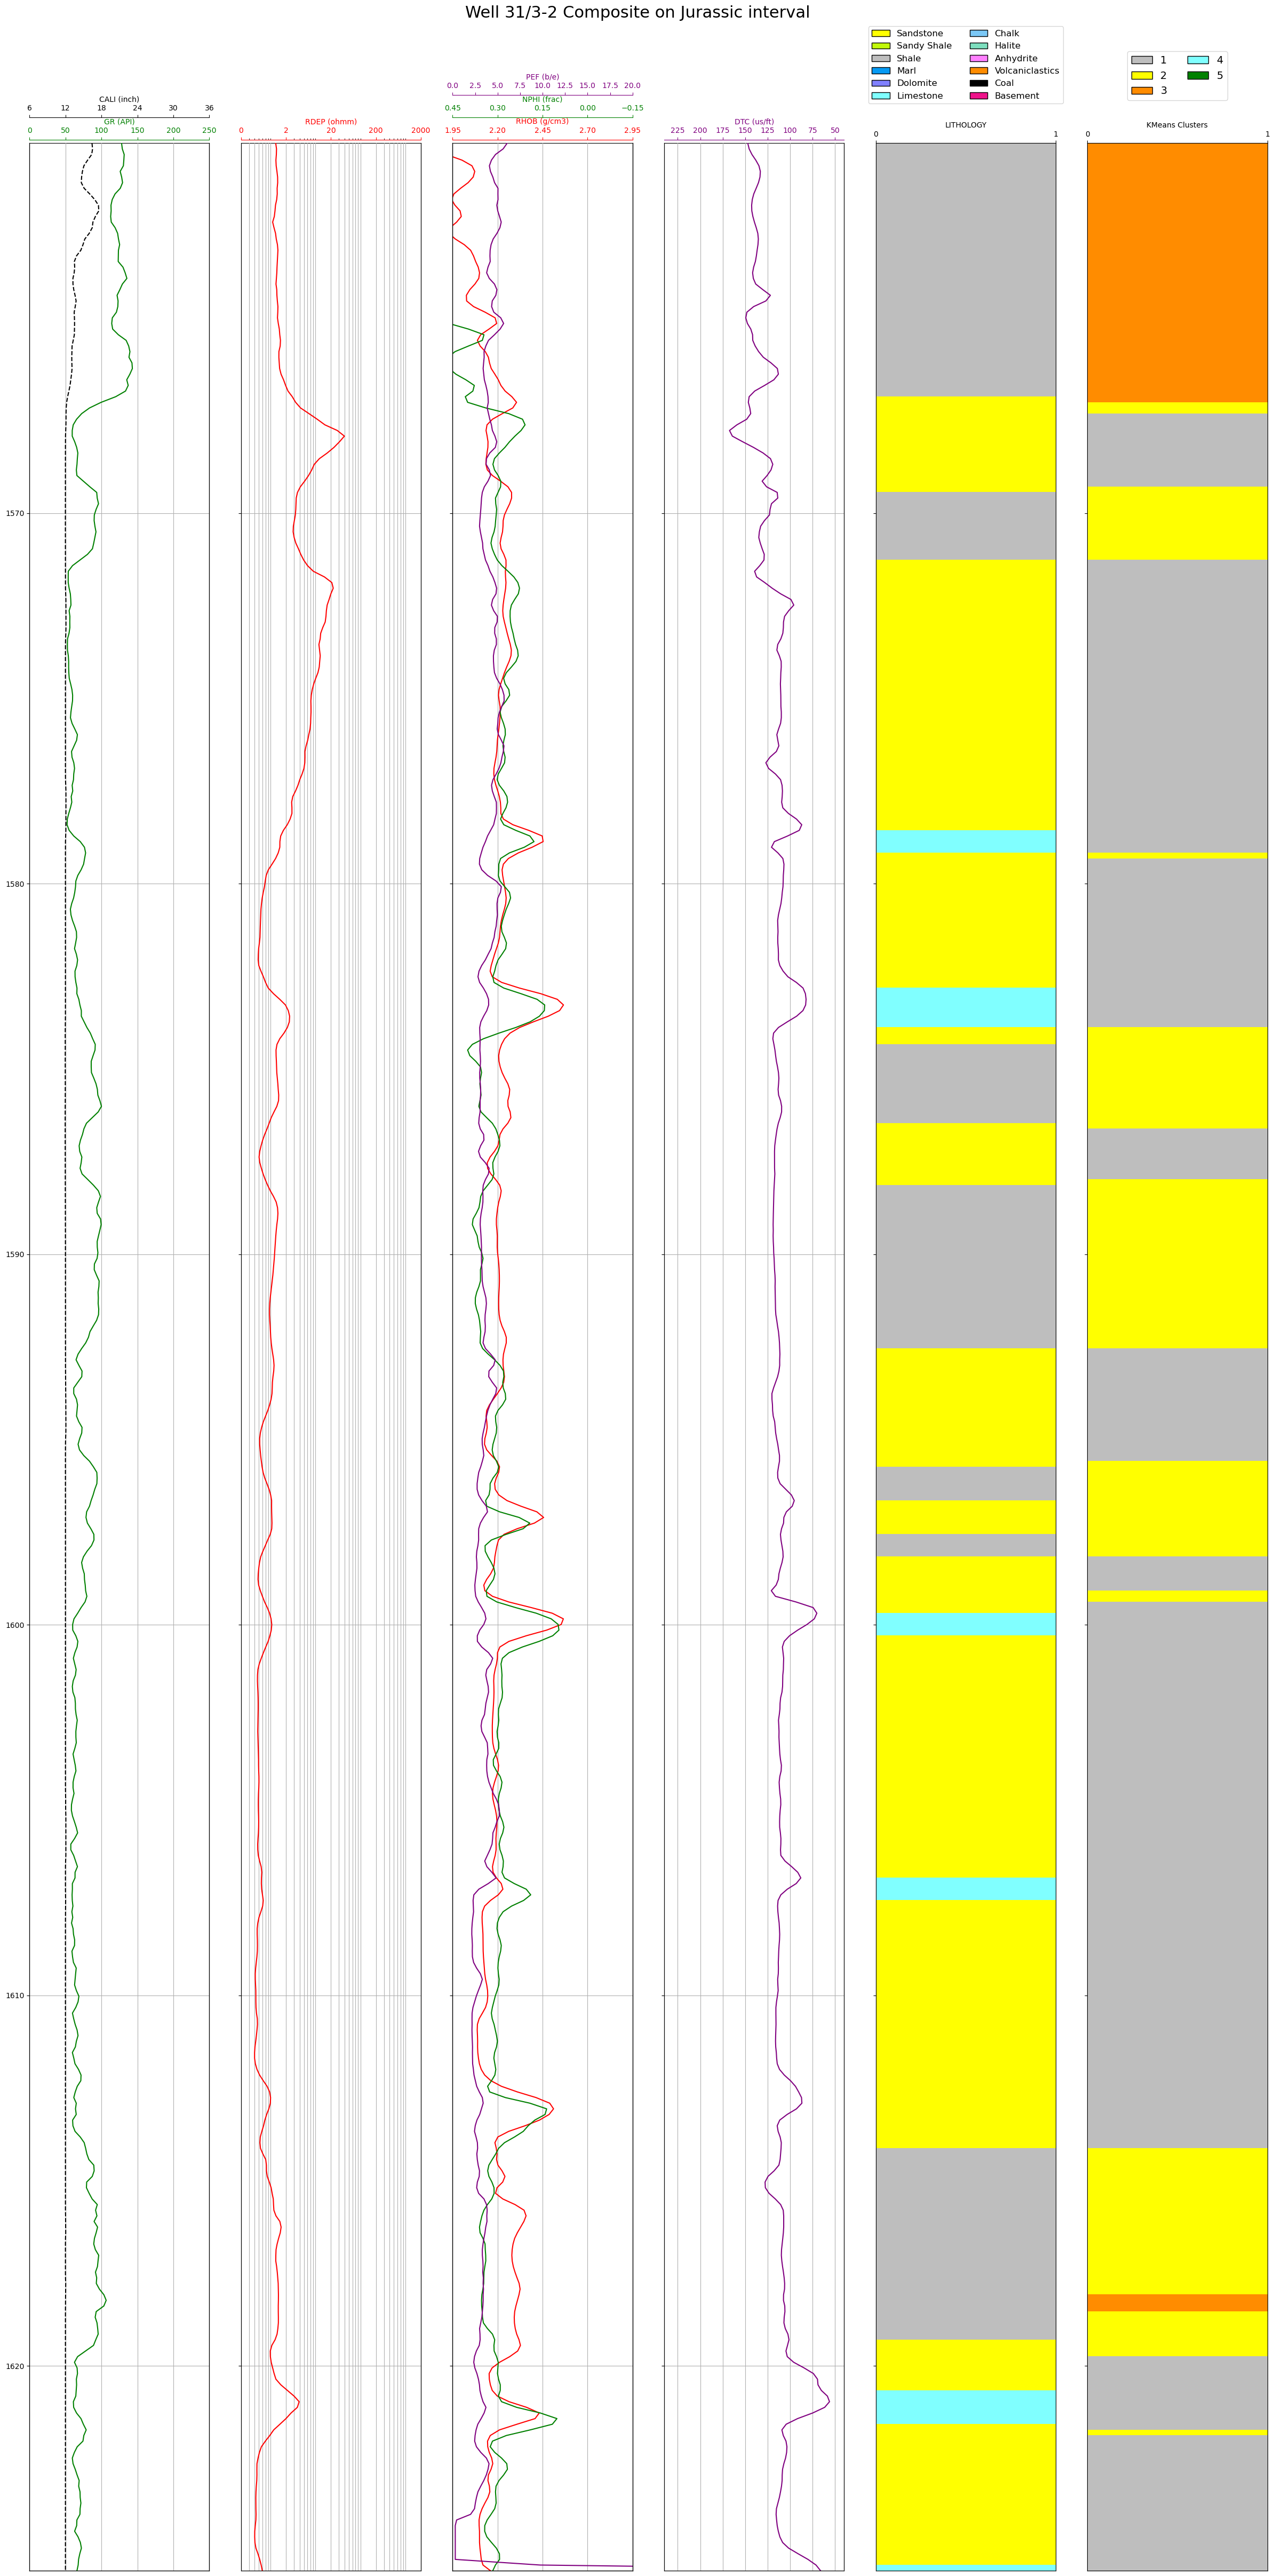 Well 31/3-2 Composite on Jurassic interval
Sandstone Chalk
Sandy Shale Halite
Shale Anhydrite
Marl Volcaniclastics
Dolomite Coal
Limestone Basement
1 4
2 5
3
PEF (b/e)
0.0 2.5 5.0 7.5 10.0 12.5 15.0 17.5 20.0
CALI (inch) NPHI (frac)
6 12 18 24 30 36 0.45 0.30 0.15 0.00 −0.15
GR (API) RDEP (ohmm) RHOB (g/cm3) DTC (us/ft) LITHOLOGY KMeans Clusters
0 50 100 150 200 250 0 2 20 200 2000 1.95 2.20 2.45 2.70 2.95 225 200 175 150 125 100 75 50 0 1 0 1
1570
1580
1590
1600
1610
1620